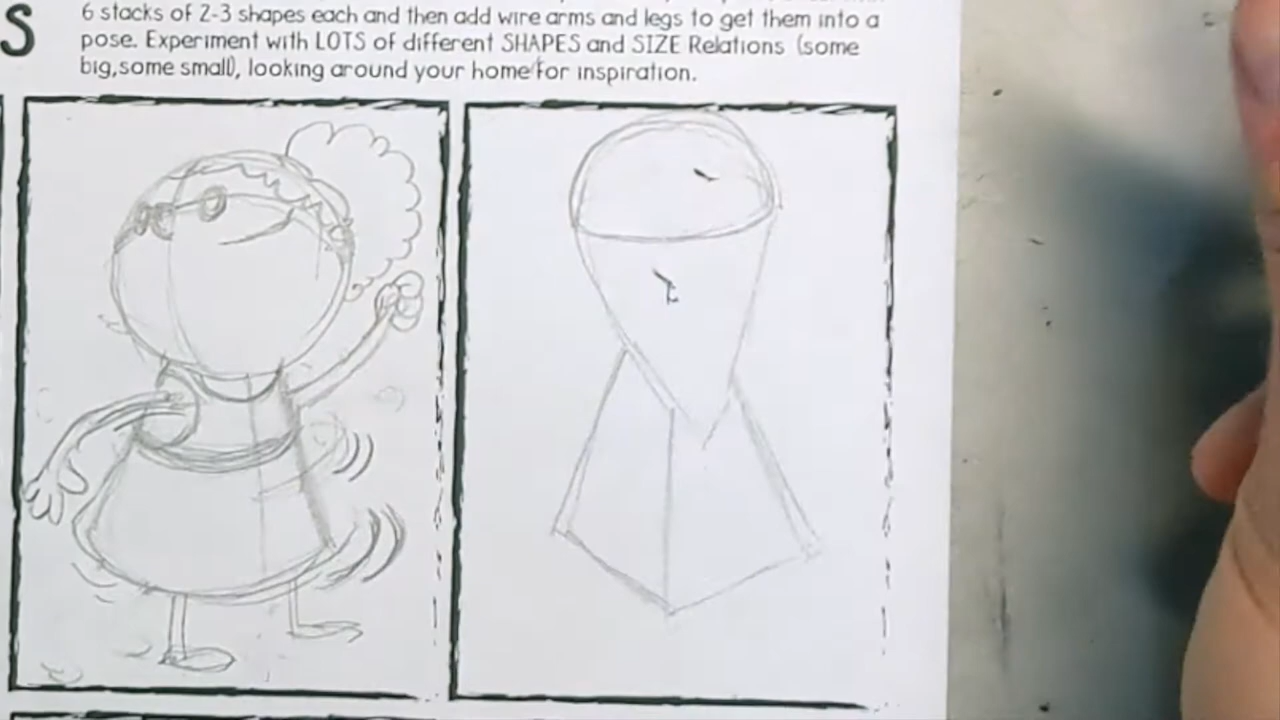 S
6 stacks of 2-3 shapes each and then add wire arms and legs to get them into a
pose. Experiment with LOTS of different SHAPES and SIZE Relations (some
big,some small), looking around your home for inspiration.